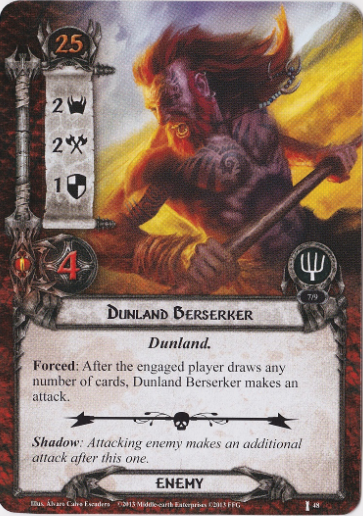 25
2
2
1
4
7/9
DUNLAND BERSERKER
Dunland.
Forced: After the engaged player draws any
number of cards, Dunland Berserker makes an
attack.
Shadow: Attacking enemy makes an additional
attack after this one.
ENEMY
Illus. Alvaro Calvo Escudero ©2013 Middle-earth Enterprises ©2013 FFG 48